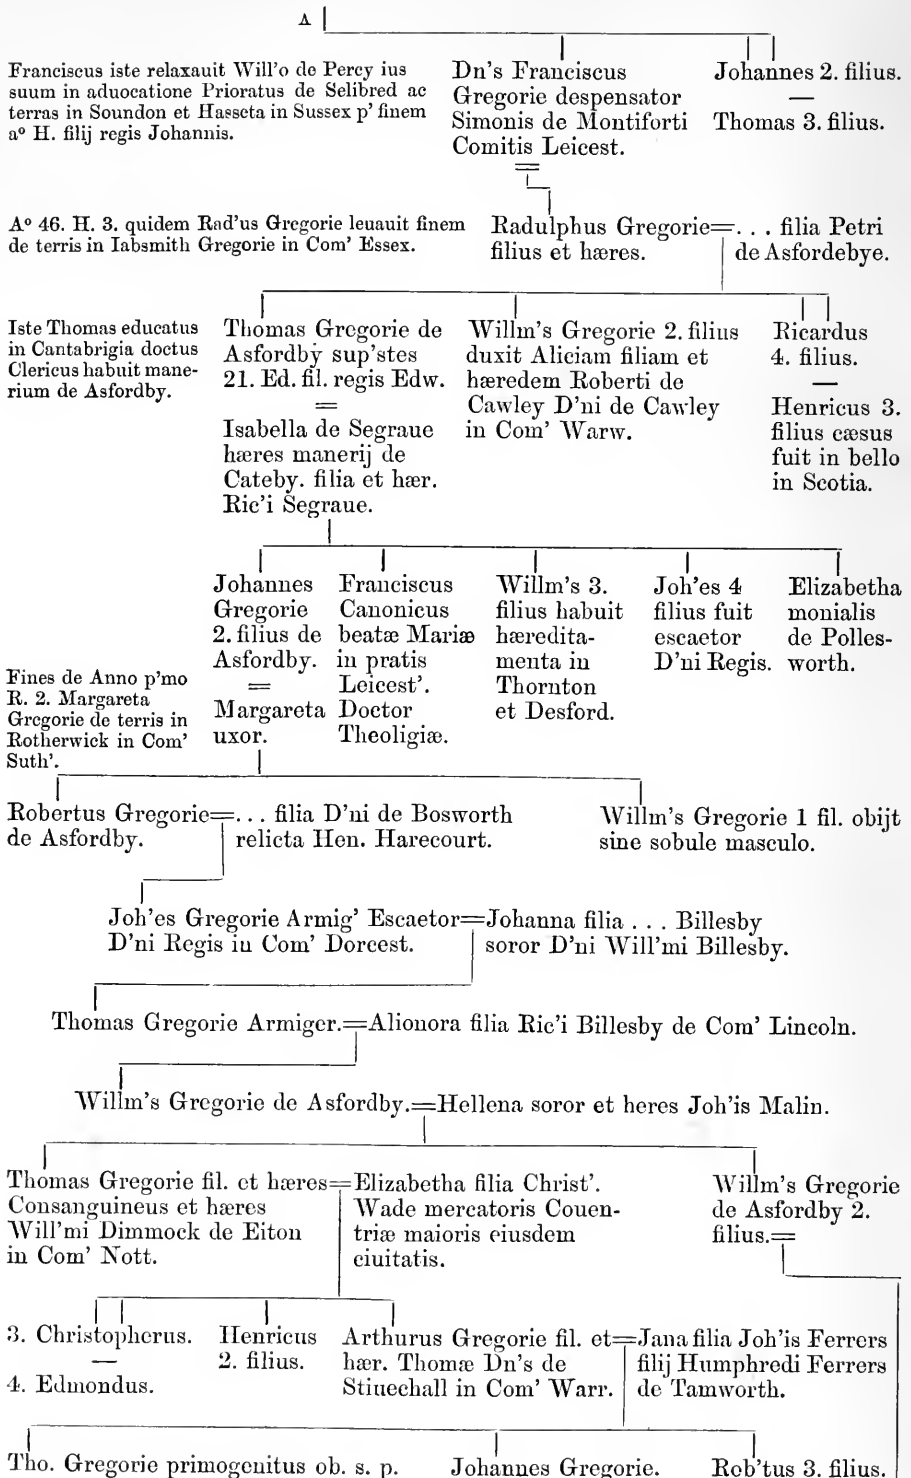 A
Franciscus iste relaxauit Will'o de Percy ius
suum in aduocatione Prioratus de Selibred ac
terras in Soundon et Hasseta in Sussex p' finem
aº H. filij regis Johannis.
Dn's Franciscus
Gregorie despensator
Simonis de Montiforti
Comitis Leicest.
=
Johannes 2. filius.
—
Thomas 3. filius.
Aº 46. H. 3. quidem Rad'us Gregorie leuauit finem
de terris in Iabsmith Gregorie in Com' Essex.
Radulphus Gregorie=. . . filia Petri
filius et hæres. de Asfordebye.
Iste Thomas educatus
in Cantabrigia doctus
Clericus habuit mane-
rium de Asfordby.
Thomas Gregorie de
Asfordby sup'stes
21. Ed. fil. regis Edw.
=
Isabella de Segraue
hæres manerij de
Cateby. filia et hær.
Ric'i Segraue.
Willm's Gregorie 2. filius
duxit Aliciam filiam et
hæredem Roberti de
Cawley D'ni de Cawley
in Com' Warw.
Ricardus
4. filius.
—
Henricus 3.
filius cæsus
fuit in bello
in Scotia.
Johannes
Gregorie
2. filius de
Asfordby.
=
Margareta
uxor.
Franciscus
Canonicus
beatæ Mariæ
in pratis
Leicest'.
Doctor
Theoligiæ.
Willm's 3.
filius habuit
hæredita-
menta in
Thornton
et Desford.
Joh'es 4
filius fuit
escaetor
D'ni Regis.
Elizabetha
monialis
de Polles-
worth.
Fines de Anno p'mo
R. 2. Margareta
Gregorie de terris in
Rotherwick in Com'
Suth'.
Robertus Gregorie=. . . filia D'ni de Bosworth
de Asfordby. relicta Hen. Harecourt.
Willm's Gregorie 1 fil. obijt
sine sobule masculo.
Joh'es Gregorie Armig' Escaetor=Johanna filia . . . Billesby
D'ni Regis in Com' Dorcest. soror D'ni Will'mi Billesby.
Thomas Gregorie Armiger.=Alionora filia Ric'i Billesby de Com' Lincoln.
Willm's Gregorie de Asfordby.=Hellena soror et heres Joh'is Malin.
Thomas Gregorie fil. et hæres=Elizabetha filia Christ'.
Consanguineus et hæres Wade mercatoris Couen-
Will'mi Dimmock de Eiton triæ maioris eiusdem
in Com' Nott. ciuitatis.
Willm's Gregorie
de Asfordby 2.
filius.=
3. Christopherus.
—
4. Edmondus.
Henricus
2. filius.
Arthurus Gregorie fil. et=Jana filia Joh'is Ferrers
hær. Thomæ Dn's de filij Humphredi Ferrers
Stiuechall in Com' Warr. de Tamworth.
Tho. Gregorie primogenitus ob. s. p. Johannes Gregorie. Rob'tus 3. filius.